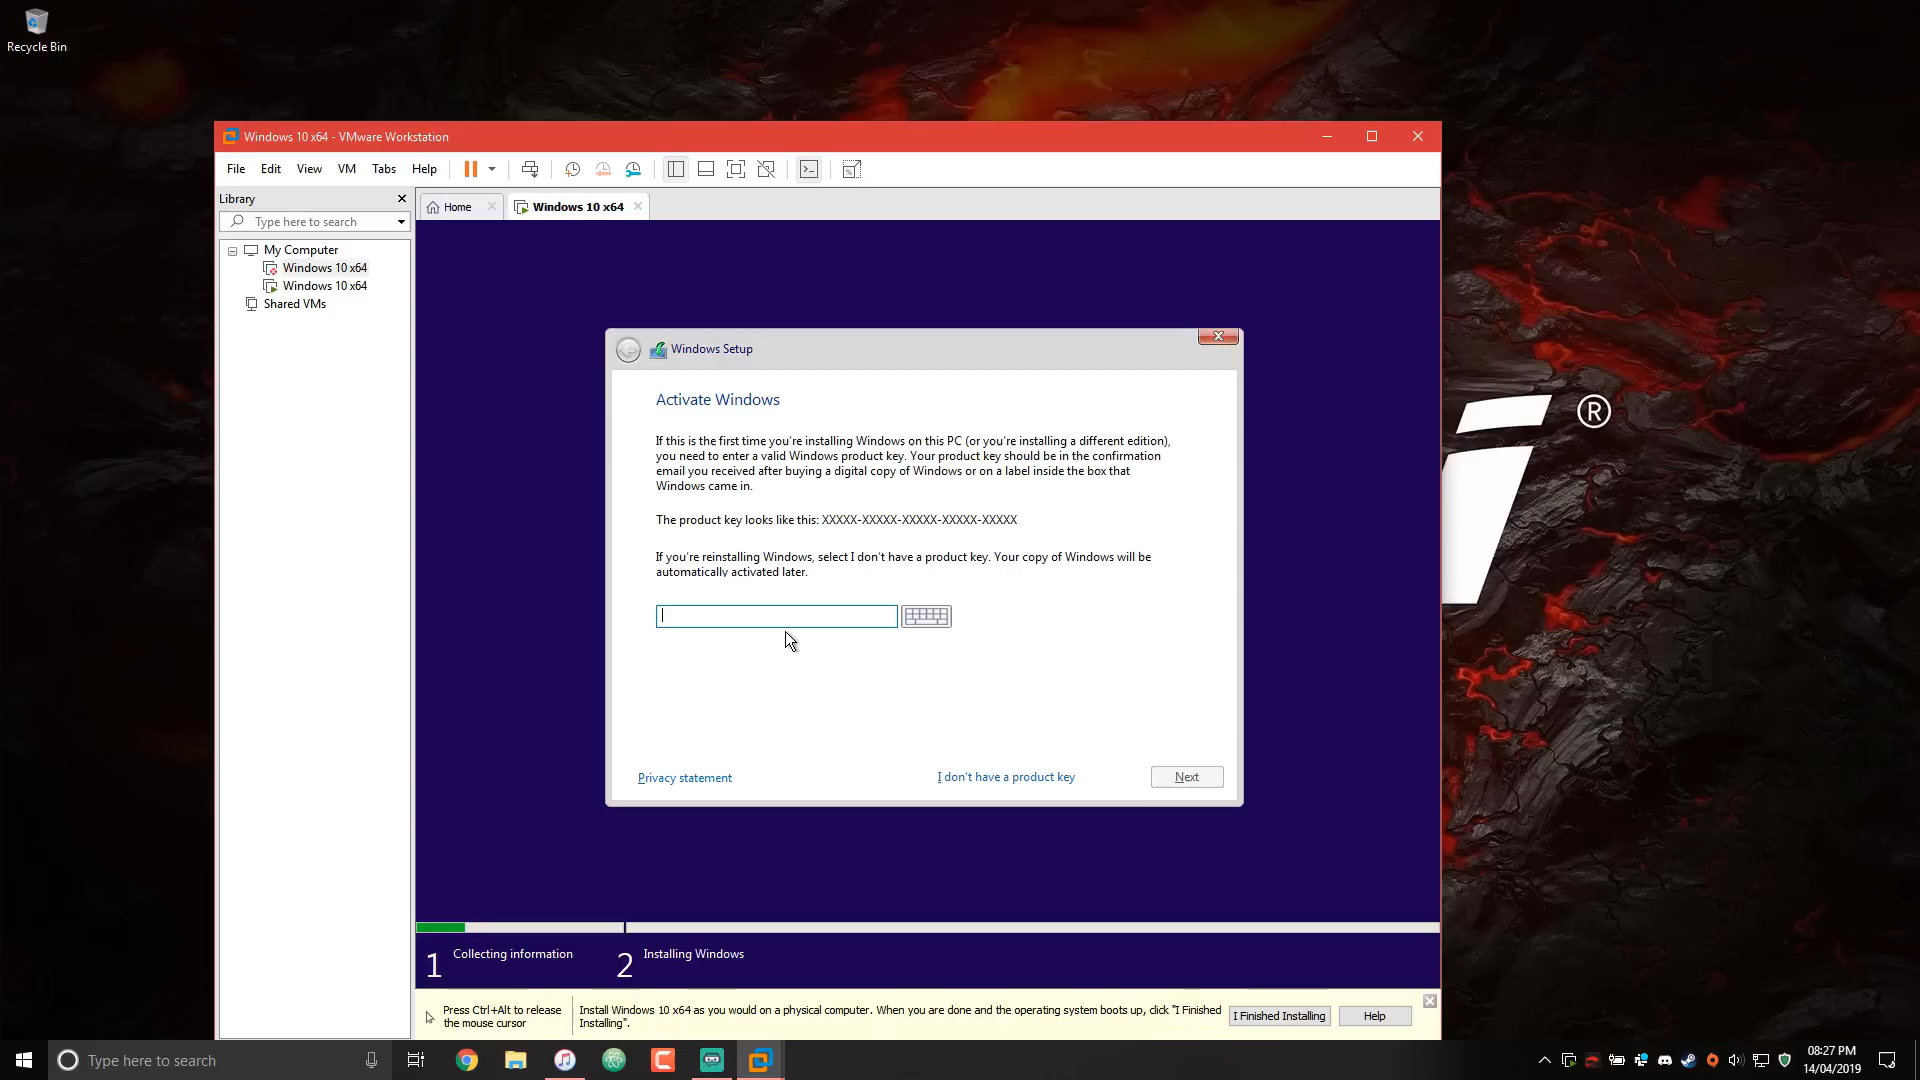 Recycle Bin
Windows 10 x64 - VMware Workstation
File Edit View VM Tabs Help
Library
Type here to search
My Computer
Windows 10 x64
Windows 10 x64
Shared VMs
Home
Windows 10 x64
Windows Setup
Activate Windows
If this is the first time you're installing Windows on this PC (or you're installing a different edition),
you need to enter a valid Windows product key. Your product key should be in the confirmation
email you received after buying a digital copy of Windows or on a label inside the box that
Windows came in.
The product key looks like this: XXXXX-XXXXX-XXXXX-XXXXX-XXXXX
If you're reinstalling Windows, select I don't have a product key. Your copy of Windows will be
automatically activated later.
Privacy statement
I don't have a product key
Next
®
1 Collecting information
2 Installing Windows
Press Ctrl+Alt to release
the mouse cursor
Install Windows 10 x64 as you would on a physical computer. When you are done and the operating system boots up, click "I Finished
Installing".
I Finished Installing
Help
Type here to search
08:27 PM
14/04/2019